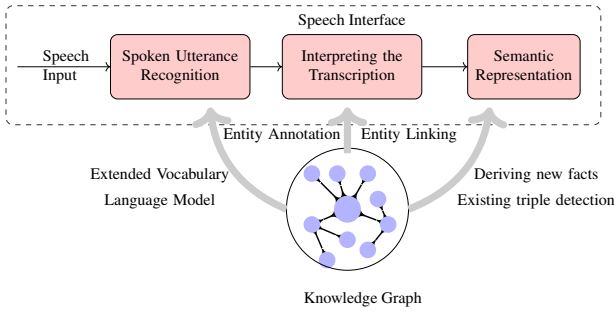 Speech Interface
Speech
Input
Spoken Utterance
Recognition
Interpreting the
Transcription
Semantic
Representation
Entity Annotation
Entity Linking
Extended Vocabulary
Language Model
Deriving new facts
Existing triple detection
Knowledge Graph